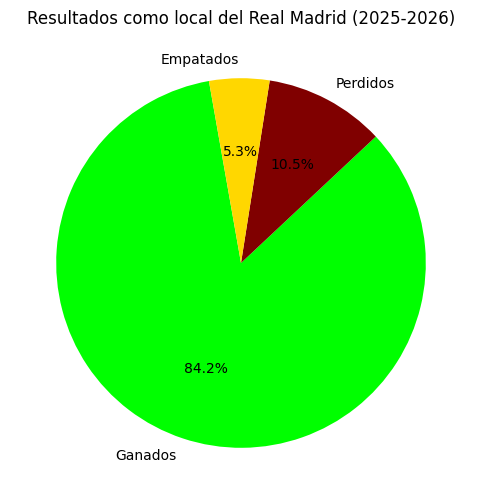 Resultados como local del Real Madrid (2025-2026)
Empatados
Perdidos
5.3%
10.5%
84.2%
Ganados